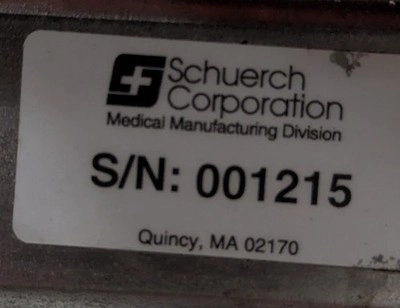 Schuerch
Corporation
Medical Manufacturing Division
S/N: 001215
Quincy, MA 02170